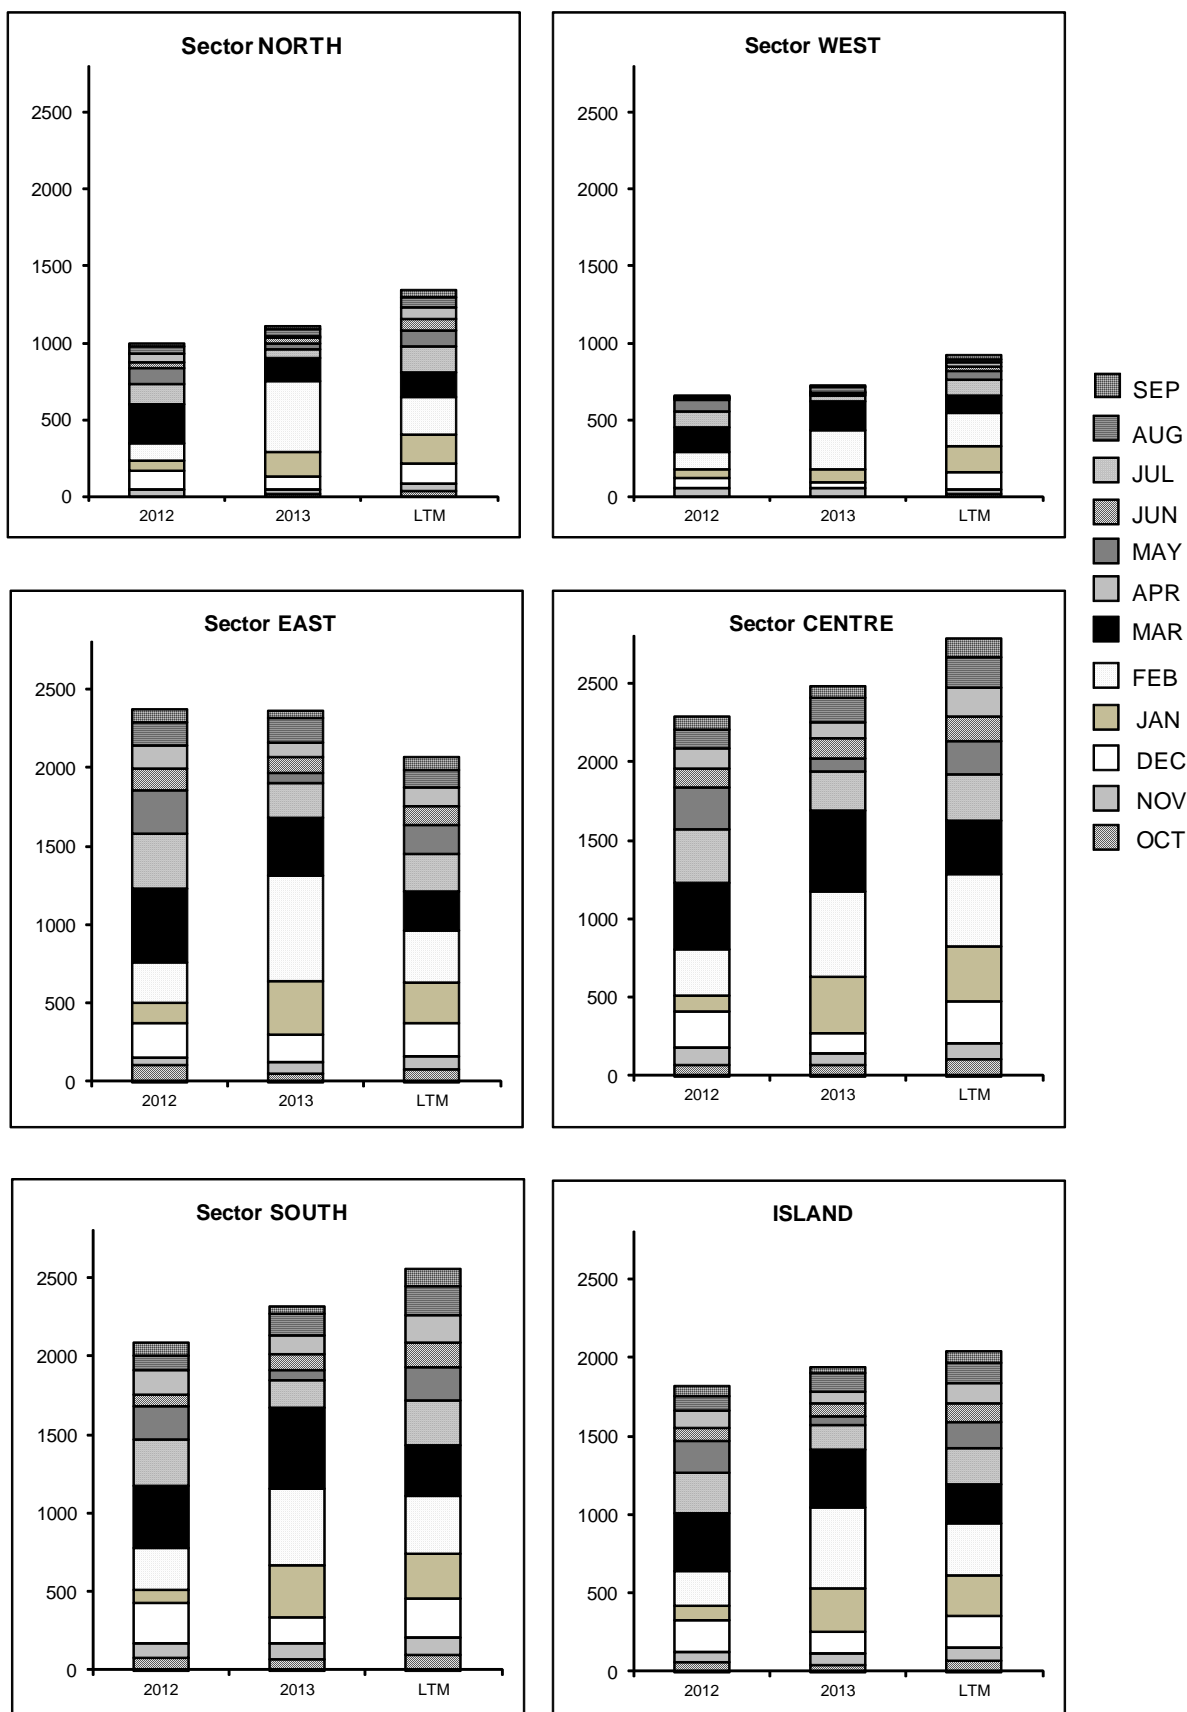 Sector NORTH
2500
2000
1500
1000
500
0
2012 2013 LTM
Sector WEST
2500
2000
1500
1000
500
0
2012 2013 LTM
SEP
AUG
JUL
JUN
MAY
APR
MAR
FEB
JAN
DEC
NOV
OCT
Sector EAST
2500
2000
1500
1000
500
0
2012 2013 LTM
Sector CENTRE
2500
2000
1500
1000
500
0
2012 2013 LTM
Sector SOUTH
2500
2000
1500
1000
500
0
2012 2013 LTM
ISLAND
2500
2000
1500
1000
500
0
2012 2013 LTM